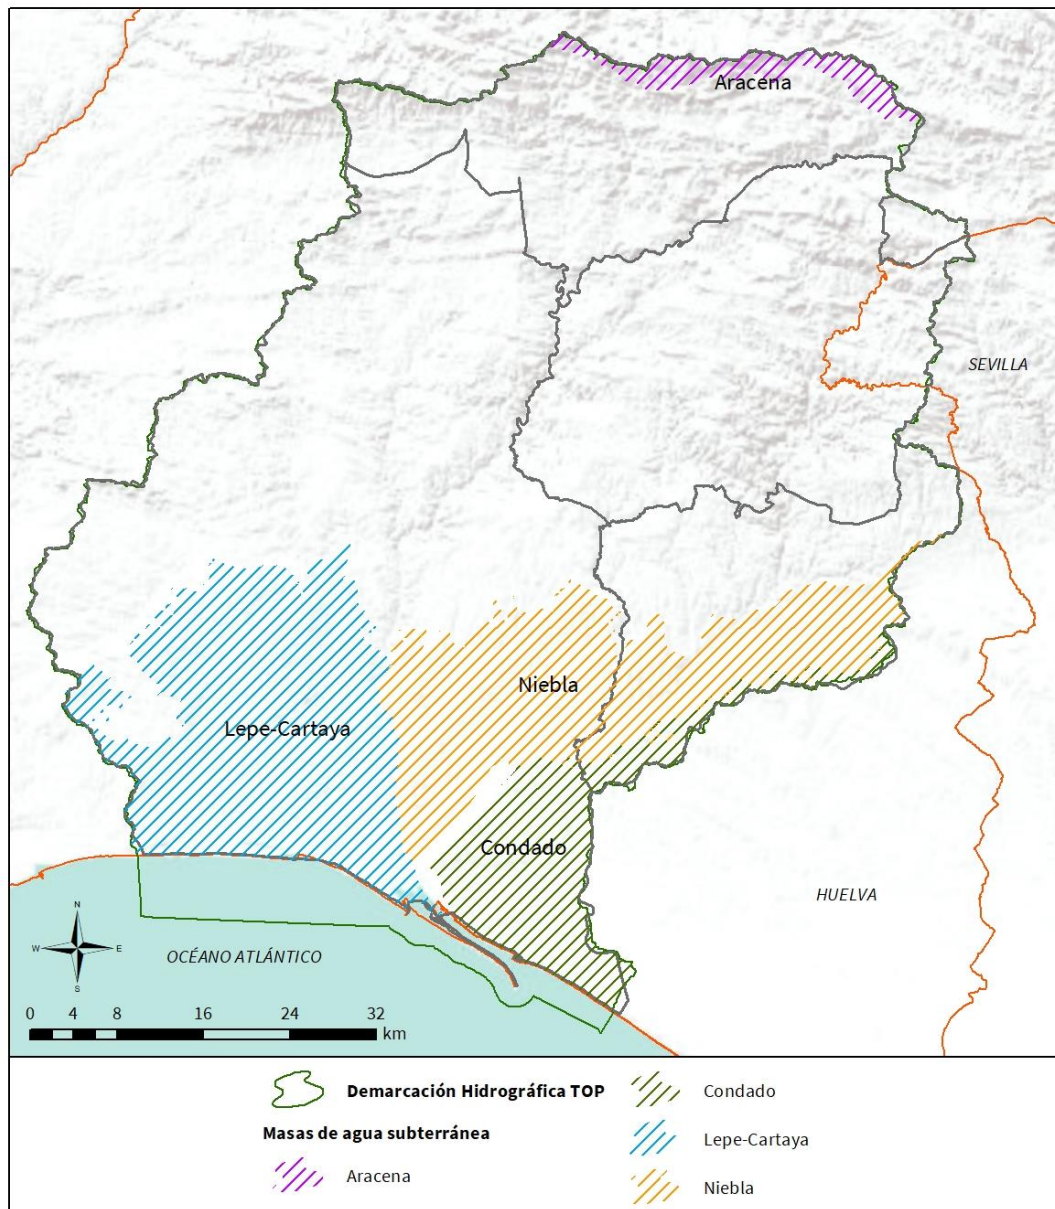 Aracena
SEVILLA
Niebla
Lepe-Cartaya
Condado
HUELVA
N
W E
S
OCÉANO ATLÁNTICO
0 4 8 16 24 32
km
Demarcación Hidrográfica TOP
Masas de agua subterránea
Aracena
Condado
Lepe-Cartaya
Niebla